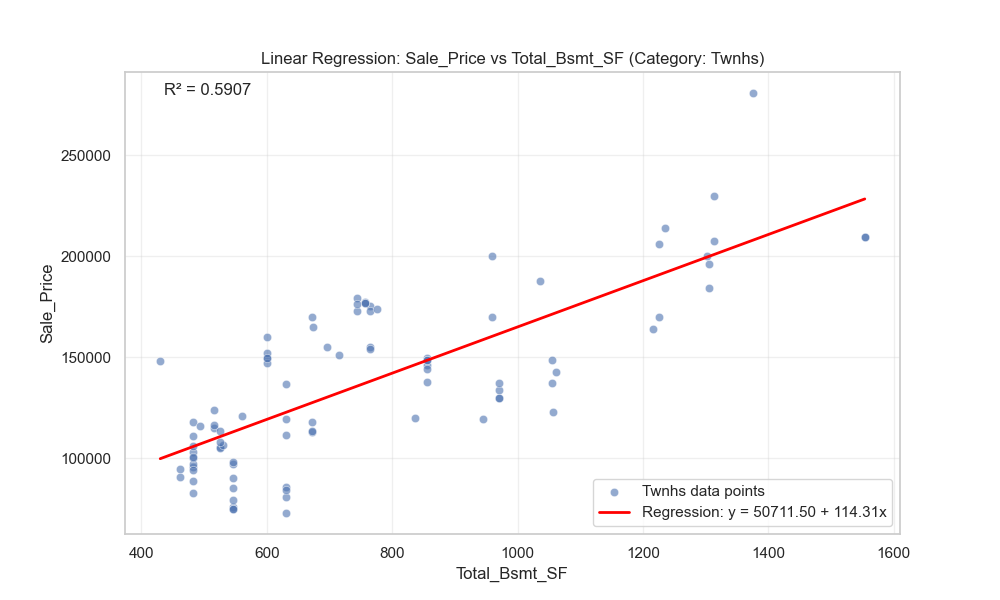 Linear Regression: Sale_Price vs Total_Bsmt_SF (Category: Twnhs)
R² = 0.5907
250000
200000
150000
100000
Sale_Price
Twnhs data points
Regression: y = 50711.50 + 114.31x
400 600 800 1000 1200 1400 1600
Total_Bsmt_SF